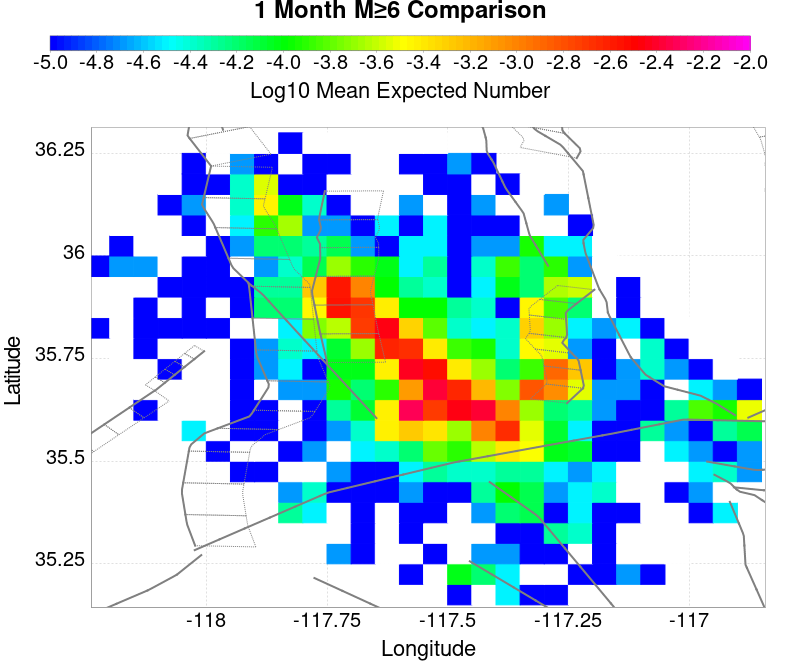 1 Month M≥6 Comparison
-5.0 -4.8 -4.6 -4.4 -4.2 -4.0 -3.8 -3.6 -3.4 -3.2 -3.0 -2.8 -2.6 -2.4 -2.2 -2.0
Log10 Mean Expected Number
36.25
36
35.75
35.5
35.25
Latitude
-118 -117.75 -117.5 -117.25 -117
Longitude